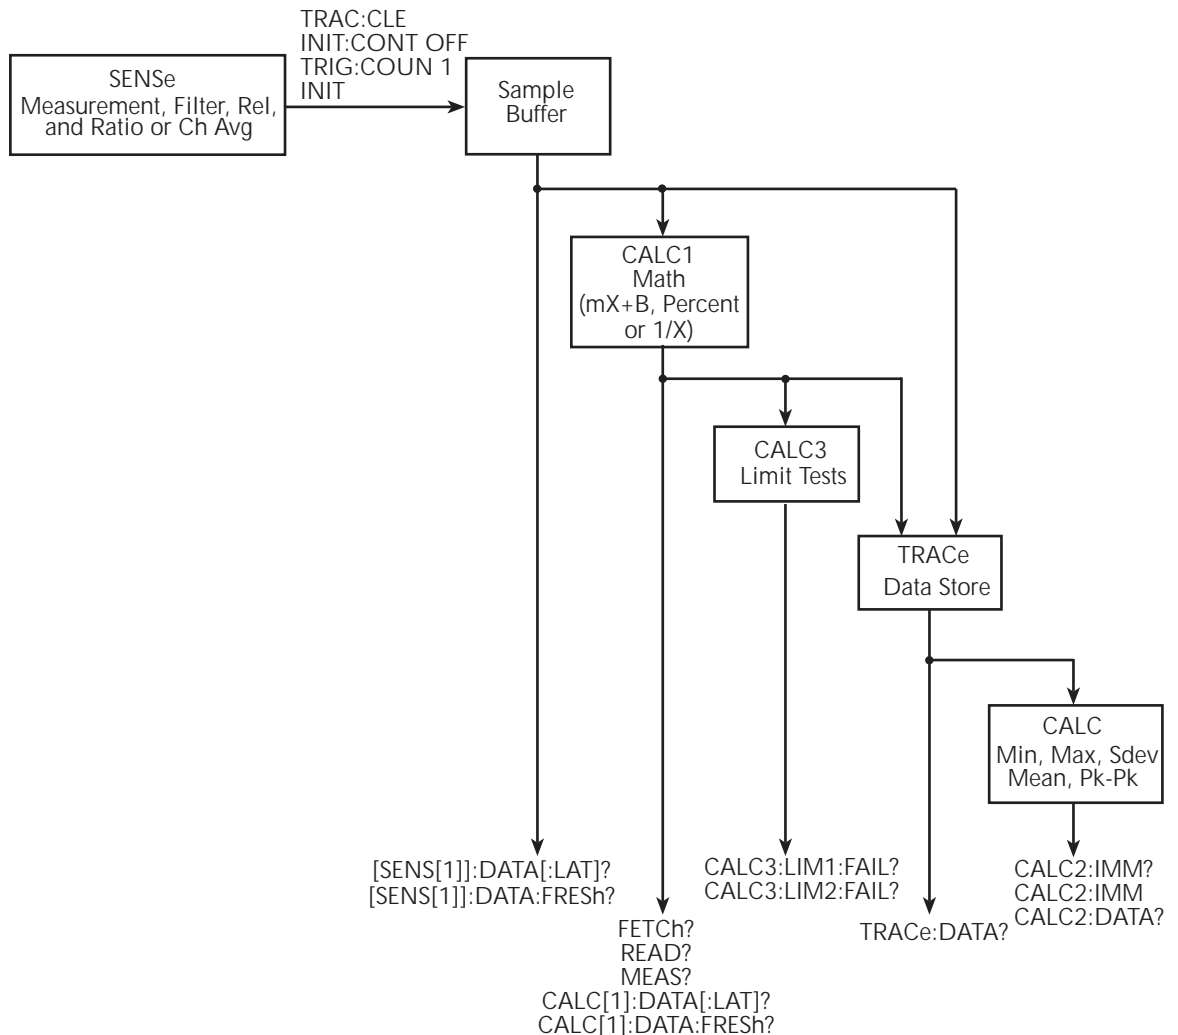 TRAC:CLE
INIT:CONT OFF
TRIG:COUN 1
INIT
SENSe
Measurement, Filter, Rel,
and Ratio or Ch Avg
Sample
Buffer
CALC1
Math
(mX+B, Percent
or 1/X)
CALC3
Limit Tests
TRACe
Data Store
CALC
Min, Max, Sdev
Mean, Pk-Pk
[SENS[1]]:DATA[:LAT]?
[SENS[1]]:DATA:FRESh?
CALC3:LIM1:FAIL?
CALC3:LIM2:FAIL?
CALC2:IMM?
CALC2:IMM
CALC2:DATA?
TRACe:DATA?
FETCh?
READ?
MEAS?
CALC[1]:DATA[:LAT]?
CALC[1]:DATA:FRESh?